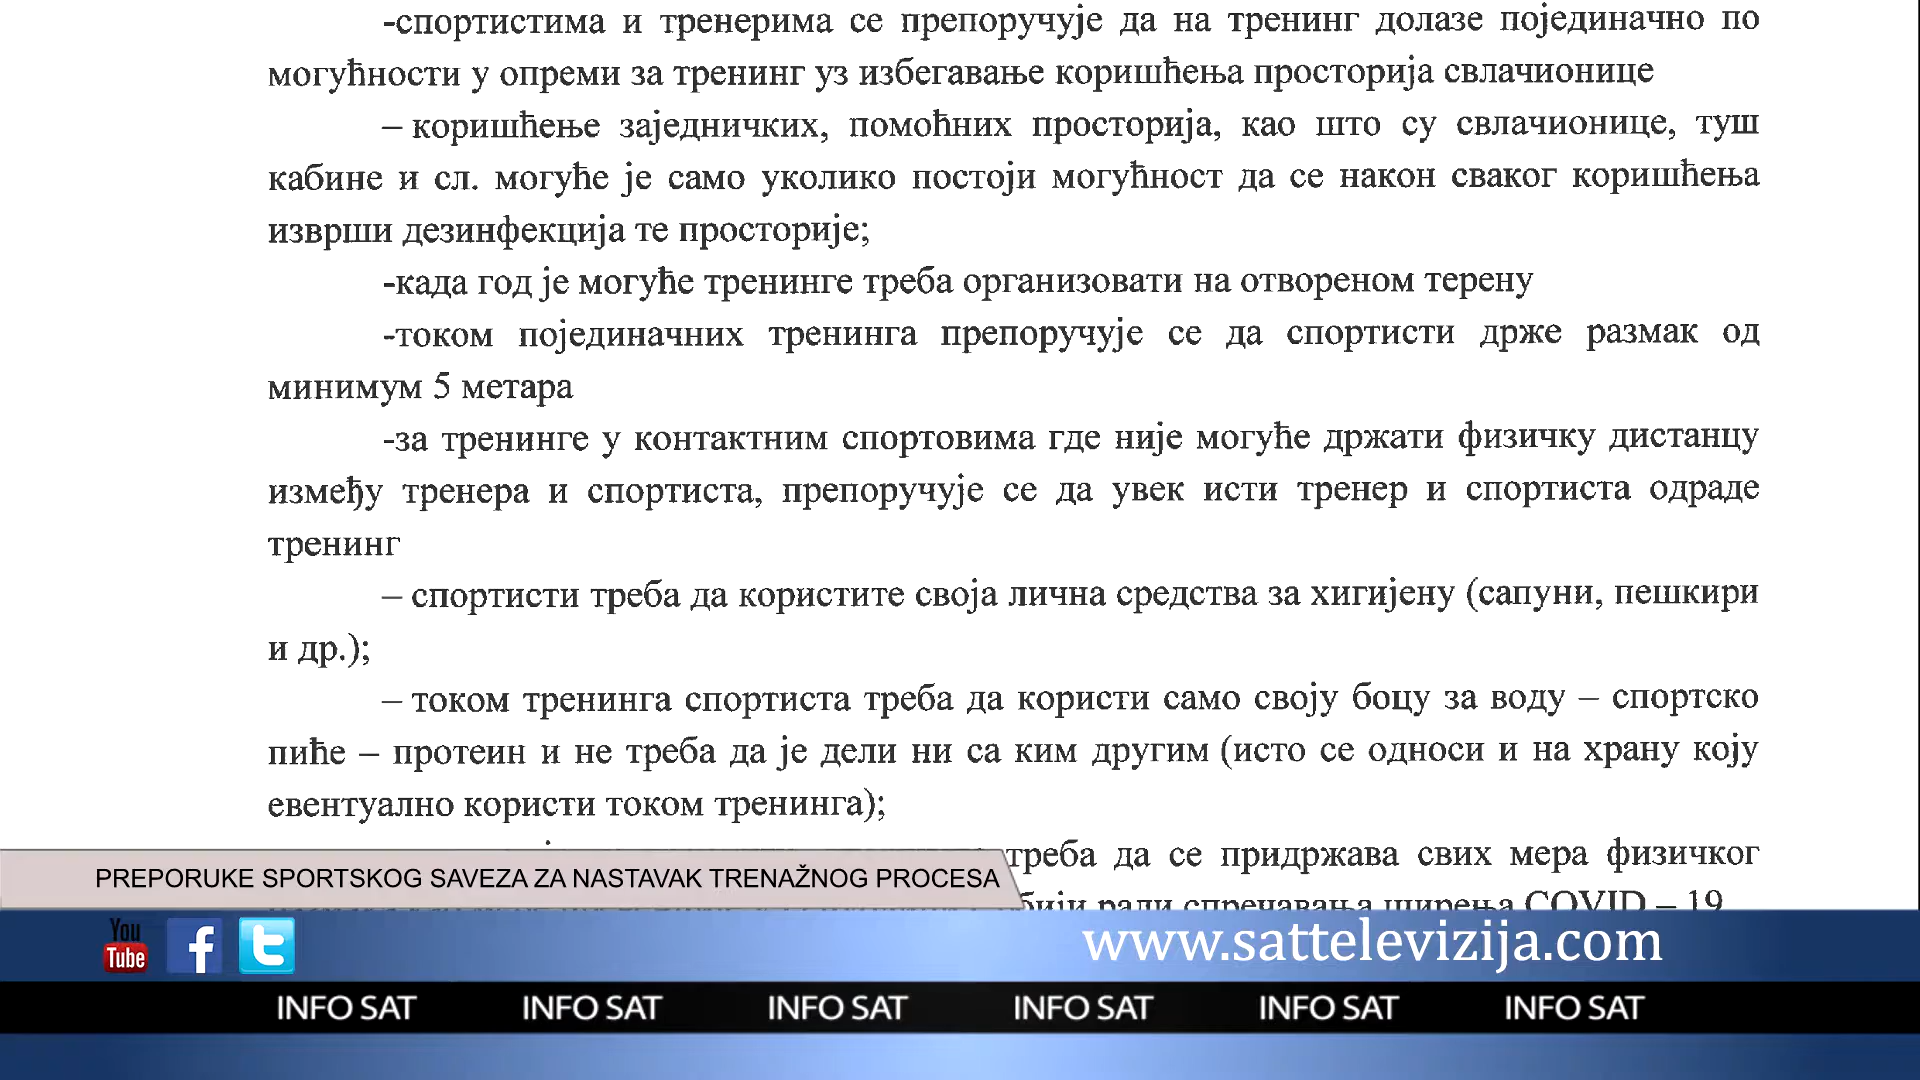 -спортистима и тренерима се препоручује да на тренинг долазе појединачно по
могућности у опреми за тренинг уз избегавање коришћења просторија свлачионице
– коришћење заједничких, помоћних просторија, као што су свлачионице, туш
кабине и сл. могуће је само уколико постоји могућност да се након сваког коришћења
изврши дезинфекција те просторије;
-када год је могуће тренинге треба организовати на отвореном терену
-током појединачних тренинга препоручује се да спортисти држе размак од
минимум 5 метара
-за тренинге у контактним спортовима где није могуће држати физичку дистанцу
између тренера и спортиста, препоручује се да увек исти тренер и спортиста одраде
тренинг
– спортисти треба да користите своја лична средства за хигијену (сапуни, пешкири
и др.);
– током тренинга спортиста треба да користи само своју боцу за воду – спортско
пиће – протеин и не треба да је дели ни са ким другим (исто се односи и на храну коју
евентуално користи током тренинга);
треба да се придржава свих мера физичког
ради спречавања ширења COVID – 19
PREPORUKE SPORTSKOG SAVEZA ZA NASTAVAK TRENAŽNOG PROCESA
You Tube f t www.sattelevizija.com
INFO SAT INFO SAT INFO SAT INFO SAT INFO SAT INFO SAT